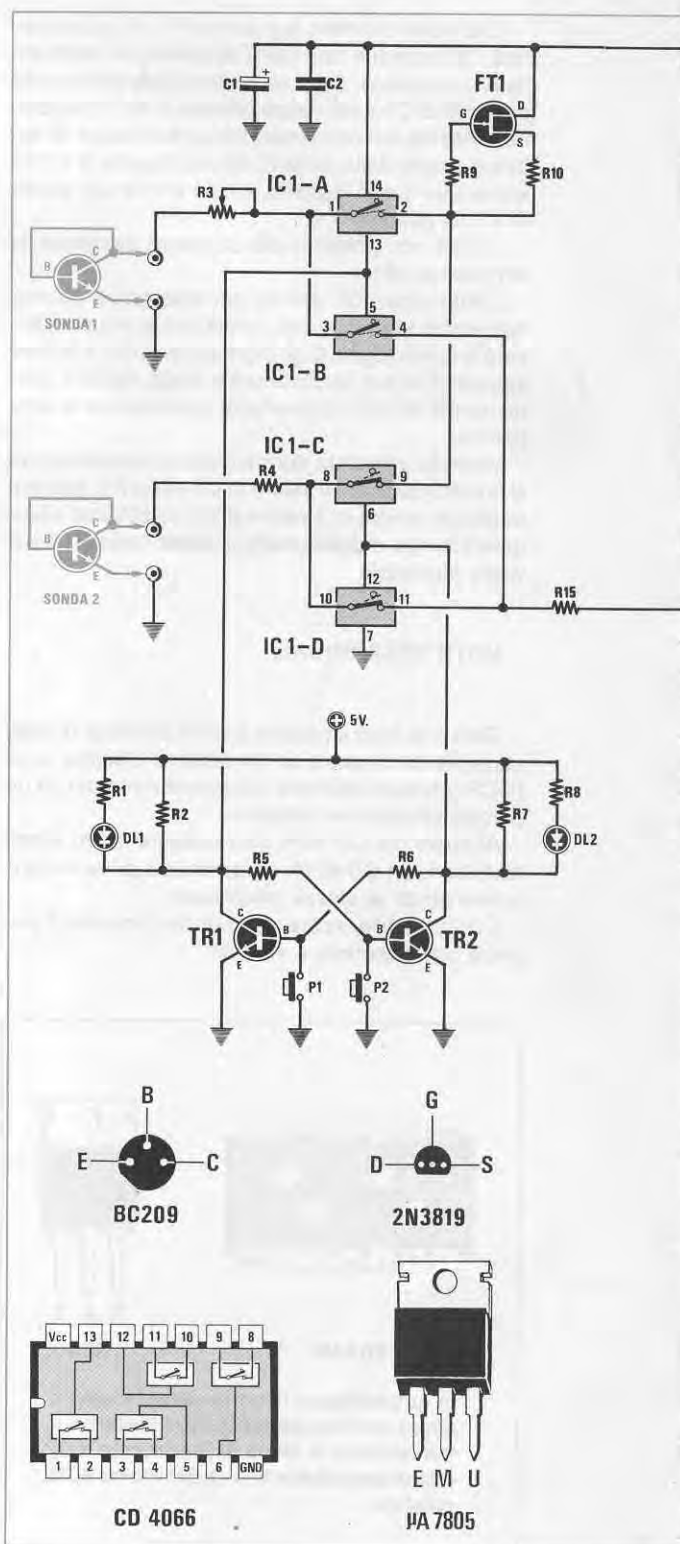 C1 + C2
FT1
G D S
R9 R10
IC1-A
R3
14
1 2
13
B C E
SONDA 1
5
3 4
IC1-B
IC1-C
R4
8 9
6
B C E
SONDA 2
12
10 11
7
R15
IC1-D
5V.
R1 R2 R7 R8
DL1 DL2
R5 R6
TR1 C B E
TR2 B C E
P1 P2
B
E C
BC209
G
D S
2N3819
Vcc 13 12 11 10 9 8
1 2 3 4 5 6 GND
CD 4066
E M U
µA 7805